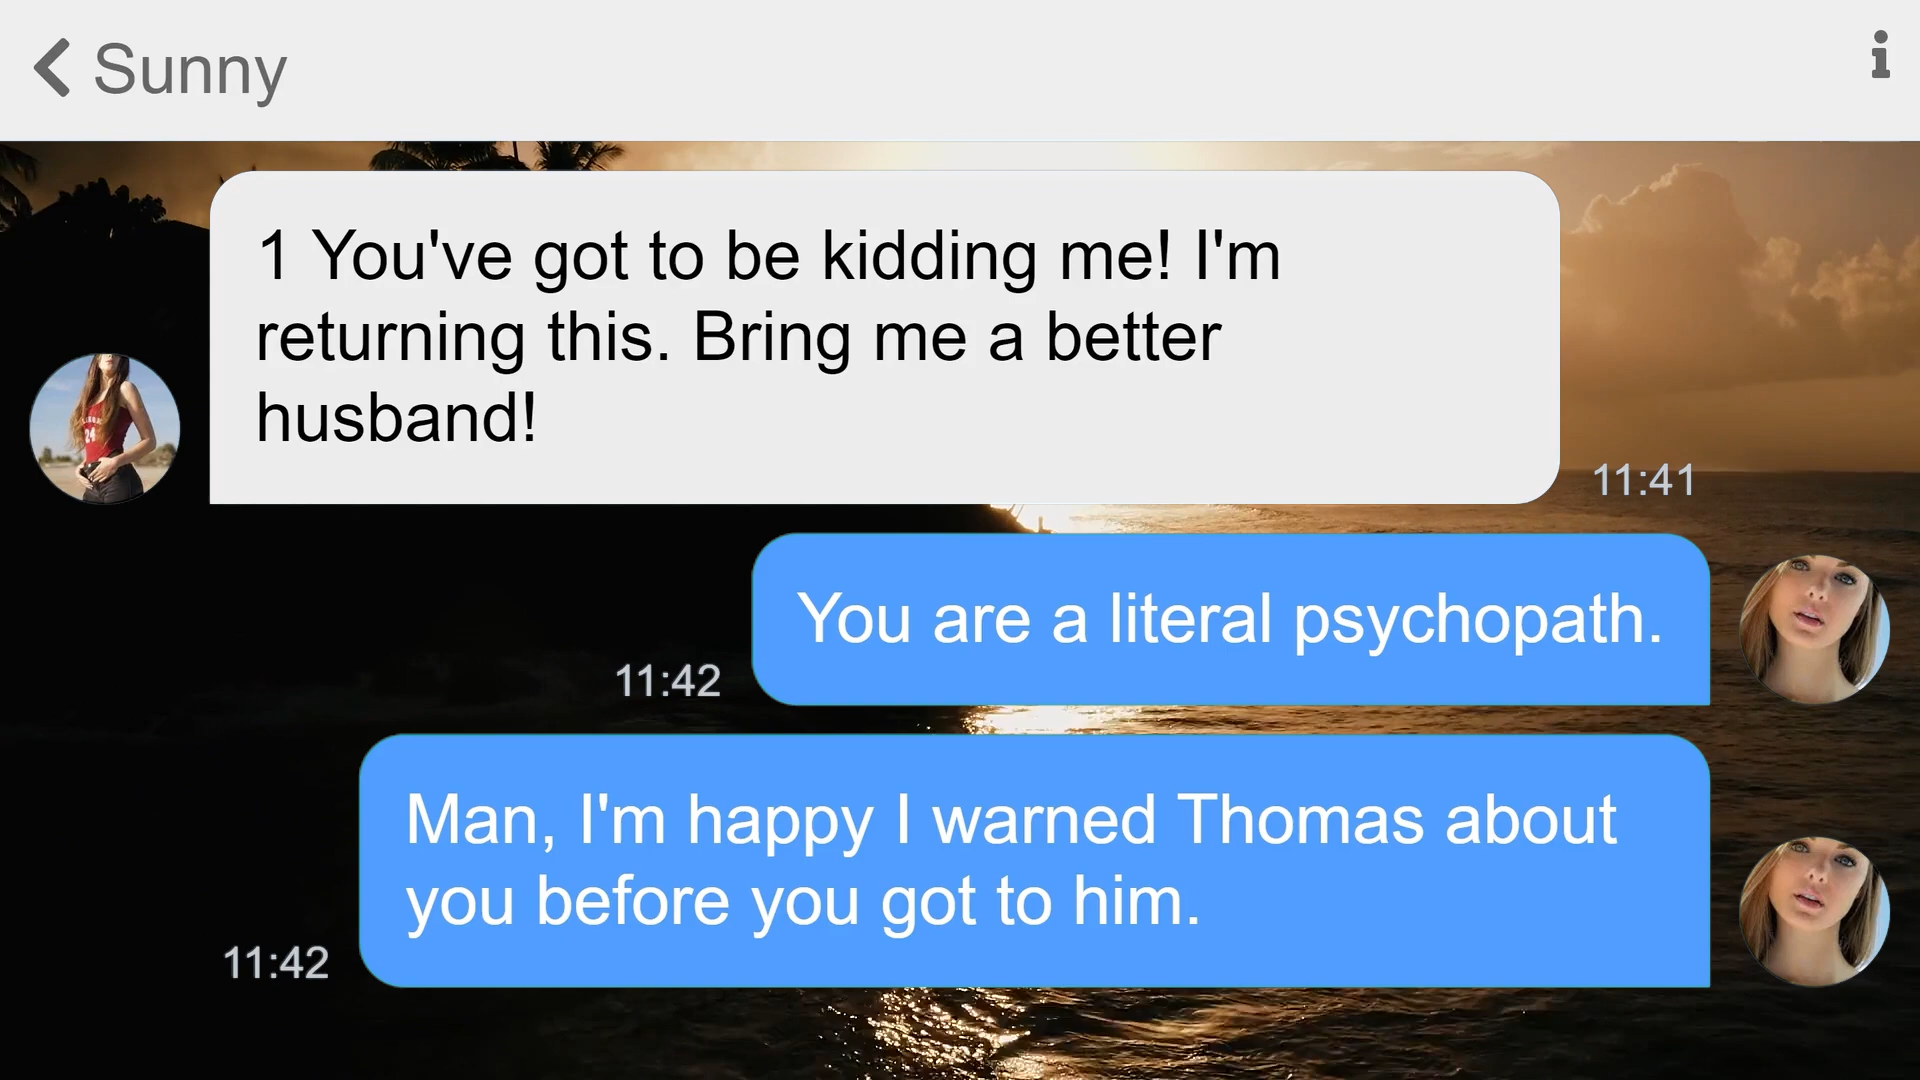 Sunny
1 You've got to be kidding me! I'm
returning this. Bring me a better
husband!
11:41
You are a literal psychopath.
11:42
Man, I'm happy I warned Thomas about
you before you got to him.
11:42
24